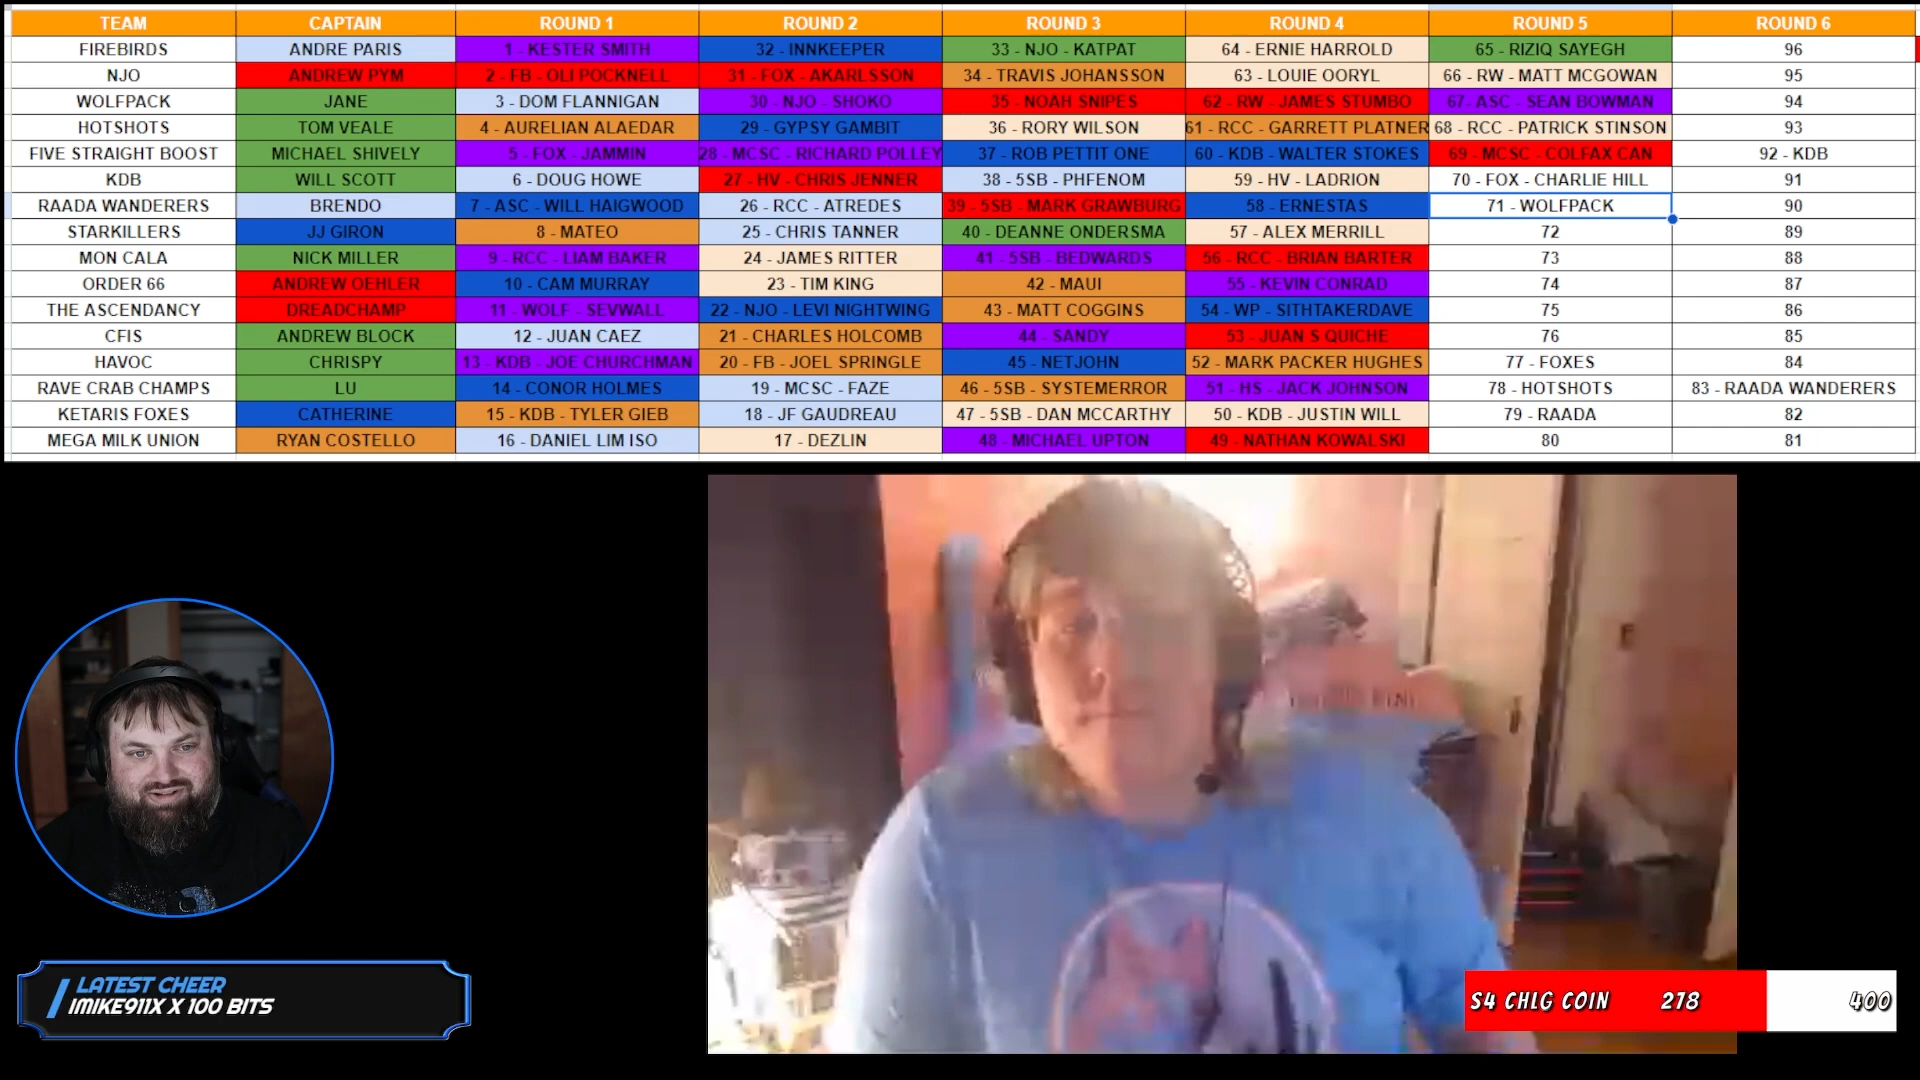 TEAM CAPTAIN ROUND 1 ROUND 2 ROUND 3 ROUND 4 ROUND 5 ROUND 6
FIREBIRDS ANDRE PARIS 1 - KESTER SMITH 32 - INNKEEPER 33 - NJO - KATPAT 64 - ERNIE HARROLD 65 - RIZIQ SAYEGH 96
NJO ANDREW PYM 2 - FB - OLI POCKNELL 31 - FOX - AKARLSSON 34 - TRAVIS JOHANSSON 63 - LOUIE OORYL 66 - RW - MATT MCGOWAN 95
WOLFPACK JANE 3 - DOM FLANNIGAN 30 - NJO - SHOKO 35 - NOAH SNIPES 62 - RW - JAMES STUMBO 67- ASC - SEAN BOWMAN 94
HOTSHOTS TOM VEALE 4 - AURELIAN ALAEDAR 29 - GYPSY GAMBIT 36 - RORY WILSON 61 - RCC - GARRETT PLATNER 68 - RCC - PATRICK STINSON 93
FIVE STRAIGHT BOOST MICHAEL SHIVELY 5 - FOX - JAMMIN 28 - MCSC - RICHARD POLLEY 37 - ROB PETTIT ONE 60 - KDB - WALTER STOKES 69 - MCSC - COLFAX CAN 92 - KDB
KDB WILL SCOTT 6 - DOUG HOWE 27 - HV - CHRIS JENNER 38 - 5SB - PHFENOM 59 - HV - LADRION 70 - FOX - CHARLIE HILL 91
RAADA WANDERERS BRENDO 7 - ASC - WILL HAIGWOOD 26 - RCC - ATREDES 39 - 5SB - MARK GRAWBURG 58 - ERNESTAS 71 - WOLFPACK 90
STARKILLERS JJ GIRON 8 - MATEO 25 - CHRIS TANNER 40 - DEANNE ONDERSMA 57 - ALEX MERRILL 72 89
MON CALA NICK MILLER 9 - RCC - LIAM BAKER 24 - JAMES RITTER 41 - 5SB - BEDWARDS 56 - RCC - BRIAN BARTER 73 88
ORDER 66 ANDREW OEHLER 10 - CAM MURRAY 23 - TIM KING 42 - MAUI 55 - KEVIN CONRAD 74 87
THE ASCENDANCY DREADCHAMP 11 - WOLF - SEVWALL 22 - NJO - LEVI NIGHTWING 43 - MATT COGGINS 54 - WP - SITHTAKERDAVE 75 86
CFIS ANDREW BLOCK 12 - JUAN CAEZ 21 - CHARLES HOLCOMB 44 - SANDY 53 - JUAN S QUICHE 76 85
HAVOC CHRISPY 13 - KDB - JOE CHURCHMAN 20 - FB - JOEL SPRINGLE 45 - NETJOHN 52 - MARK PACKER HUGHES 77 - FOXES 84
RAVE CRAB CHAMPS LU 14 - CONOR HOLMES 19 - MCSC - FAZE 46 - 5SB - SYSTEMERROR 51 - HS - JACK JOHNSON 78 - HOTSHOTS 83 - RAADA WANDERERS
KETARIS FOXES CATHERINE 15 - KDB - TYLER GIEB 18 - JF GAUDREAU 47 - 5SB - DAN MCCARTHY 50 - KDB - JUSTIN WILL 79 - RAADA 82
MEGA MILK UNION RYAN COSTELLO 16 - DANIEL LIM ISO 17 - DEZLIN 48 - MICHAEL UPTON 49 - NATHAN KOWALSKI 80 81
LATEST CHEER
IMIKE911X X 100 BITS
S4 CHLG COIN 278 400